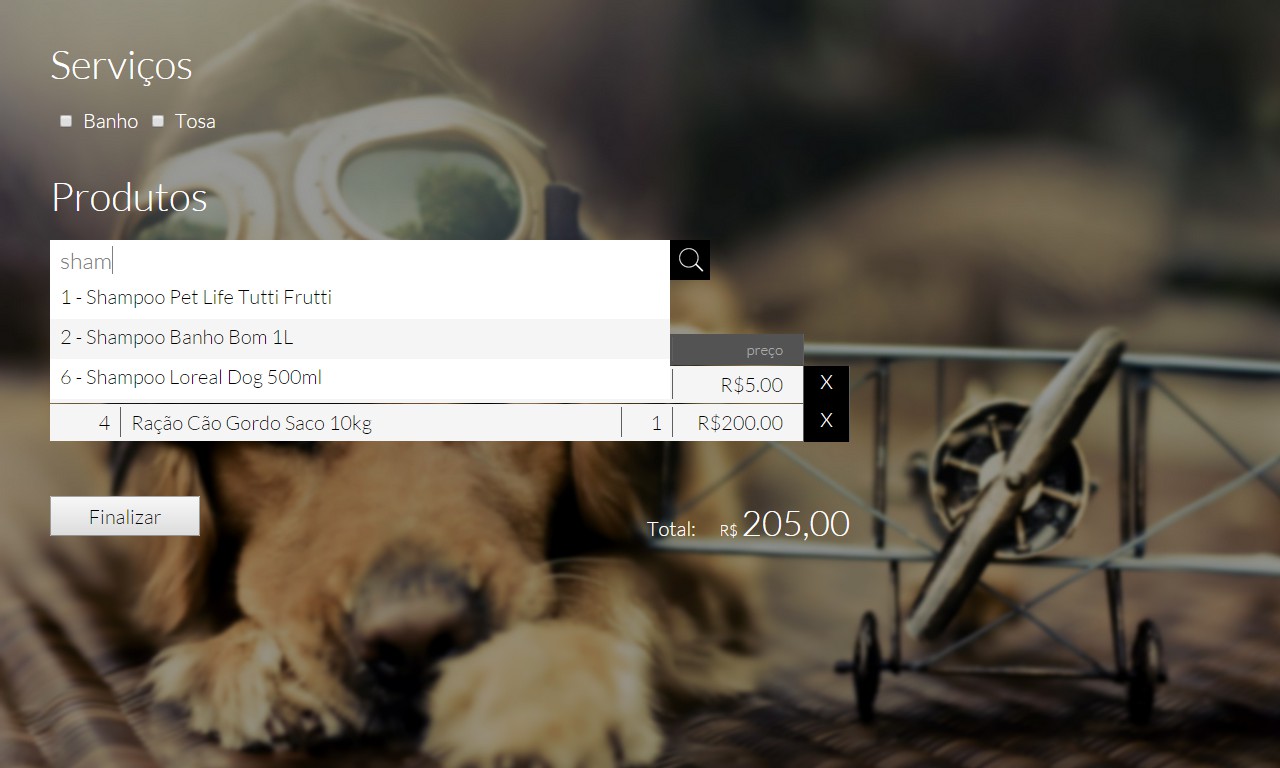 Serviços
Banho Tosa
Produtos
sham
1 - Shampoo Pet Life Tutti Frutti
2 - Shampoo Banho Bom 1L
preço
6 - Shampoo Loreal Dog 500ml
R$5.00 X
4 Ração Cão Gordo Saco 10kg 1 R$200.00 X
Finalizar
Total: R$ 205,00